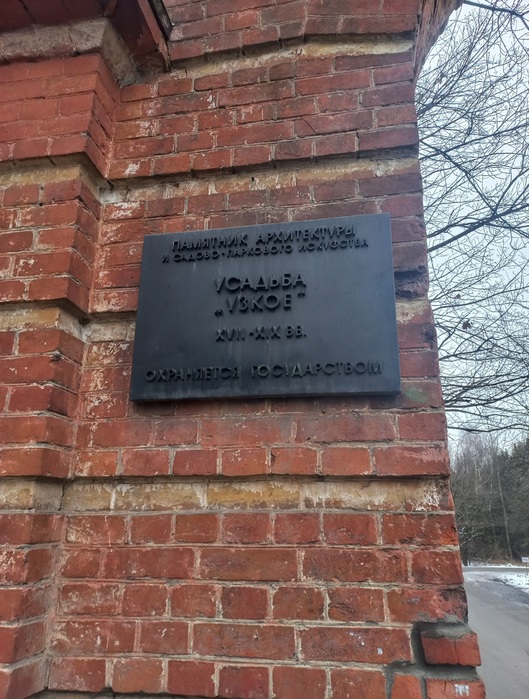 ПАМЯТНИК АРХИТЕКТУРЫ
И САДОВО-ПАРКОВОГО ИСКУССТВА
УСАДЬБА
„УЗКОЕ"
XVII-XIX ВВ.
ОХРАНЯЕТСЯ ГОСУДАРСТВОМ